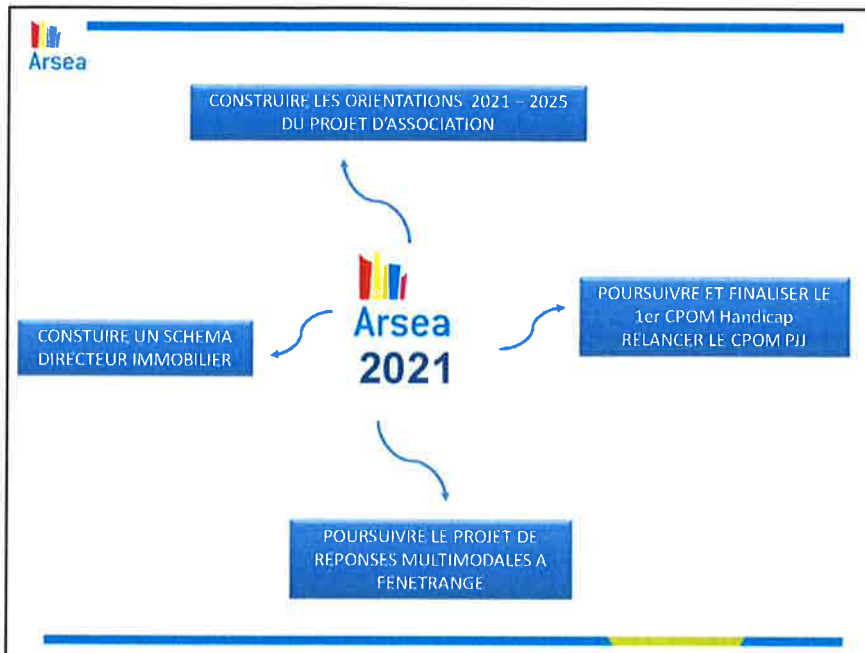 Arsea
CONSTRUIRE LES ORIENTATIONS 2021 – 2025
DU PROJET D'ASSOCIATION
Arsea
2021
POURSUIVRE ET FINALISER LE
1er CPOM Handicap
RELANCER LE CPOM PJJ
CONSTUIRE UN SCHEMA
DIRECTEUR IMMOBILIER
POURSUIVRE LE PROJET DE
REPONSES MULTIMODALES A
FENETRANGE